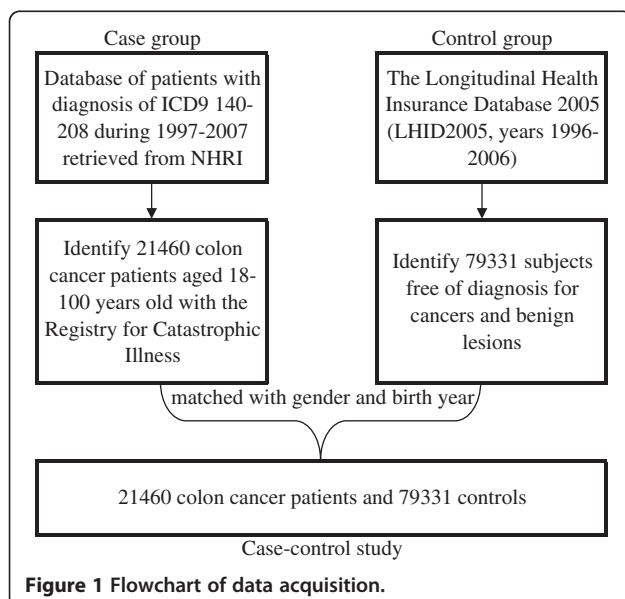 Case group
Database of patients with
diagnosis of ICD9 140-
208 during 1997-2007
retrieved from NHRI
Identify 21460 colon
cancer patients aged 18-
100 years old with the
Registry for Catastrophic
Illness
Control group
The Longitudinal Health
Insurance Database 2005
(LHID2005, years 1996-
2006)
Identify 79331 subjects
free of diagnosis for
cancers and benign
lesions
matched with gender and birth year
21460 colon cancer patients and 79331 controls
Case-control study
Figure 1 Flowchart of data acquisition.